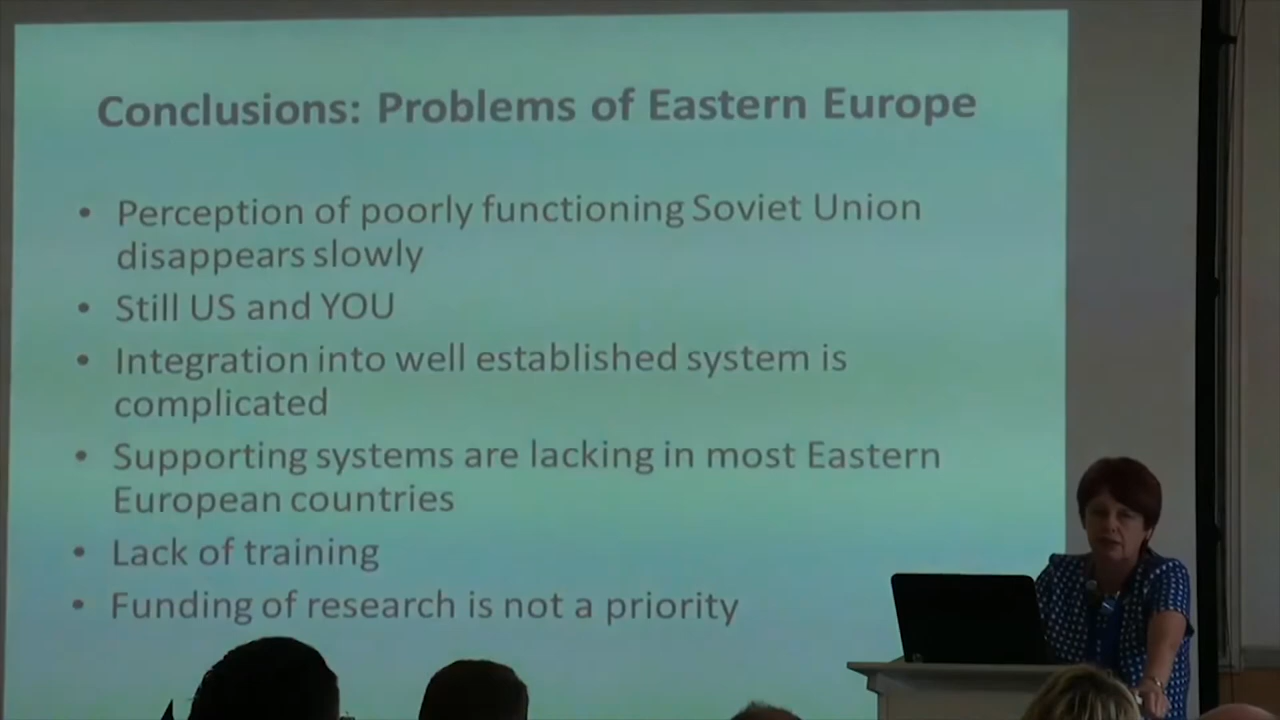 Conclusions: Problems of Eastern Europe
• Perception of poorly functioning Soviet Union
disappears slowly
• Still US and YOU
• Integration into well established system is
complicated
• Supporting systems are lacking in most Eastern
European countries
• Lack of training
• Funding of research is not a priority